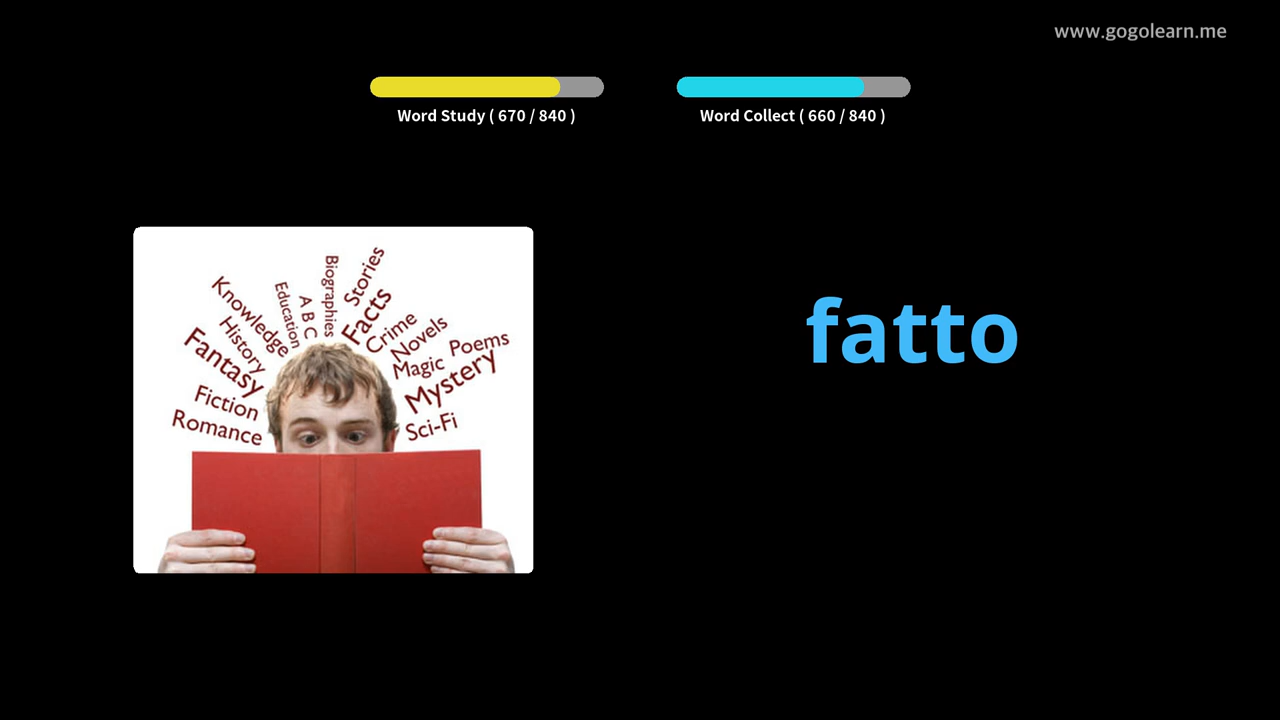 www.gogolearn.me
Word Study ( 670 / 840 )
Word Collect ( 660 / 840 )
fatto
Biographies
Stories
Education
A B C
Facts
Knowledge
Crime
History
Novels
Poems
Fantasy
Magic
Mystery
Fiction
Romance
Sci-Fi